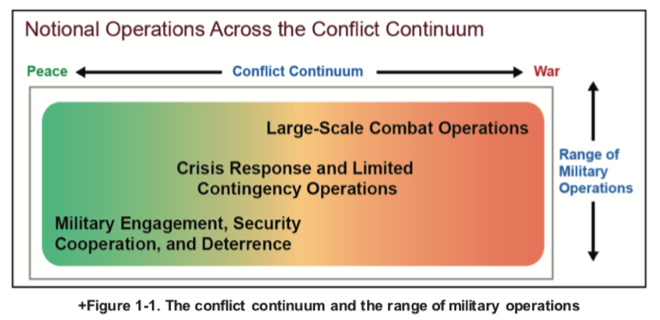 Notional Operations Across the Conflict Continuum
Peace
Conflict Continuum
War
Large-Scale Combat Operations
Crisis Response and Limited
Contingency Operations
Military Engagement, Security
Cooperation, and Deterrence
Range of
Military
Operations
+Figure 1-1. The conflict continuum and the range of military operations